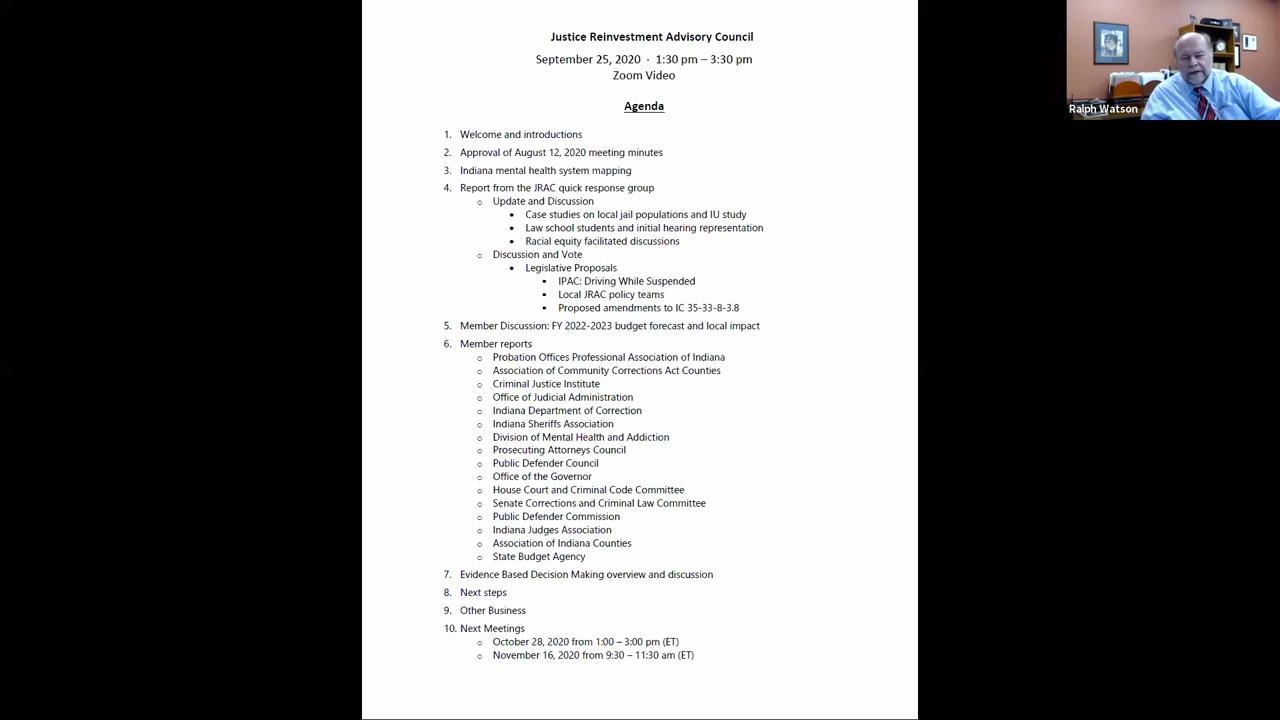 Justice Reinvestment Advisory Council
September 25, 2020 · 1:30 pm – 3:30 pm
Zoom Video
Agenda
1. Welcome and introductions
2. Approval of August 12, 2020 meeting minutes
3. Indiana mental health system mapping
4. Report from the JRAC quick response group
o Update and Discussion
• Case studies on local jail populations and IU study
• Law school students and initial hearing representation
• Racial equity facilitated discussions
o Discussion and Vote
• Legislative Proposals
▪ IPAC: Driving While Suspended
▪ Local JRAC policy teams
▪ Proposed amendments to IC 35-33-8-3.8
5. Member Discussion: FY 2022-2023 budget forecast and local impact
6. Member reports
o Probation Offices Professional Association of Indiana
o Association of Community Corrections Act Counties
o Criminal Justice Institute
o Office of Judicial Administration
o Indiana Department of Correction
o Indiana Sheriffs Association
o Division of Mental Health and Addiction
o Prosecuting Attorneys Council
o Public Defender Council
o Office of the Governor
o House Court and Criminal Code Committee
o Senate Corrections and Criminal Law Committee
o Public Defender Commission
o Indiana Judges Association
o Association of Indiana Counties
o State Budget Agency
7. Evidence Based Decision Making overview and discussion
8. Next steps
9. Other Business
10. Next Meetings
o October 28, 2020 from 1:00 – 3:00 pm (ET)
o November 16, 2020 from 9:30 – 11:30 am (ET)
Ralph Watson